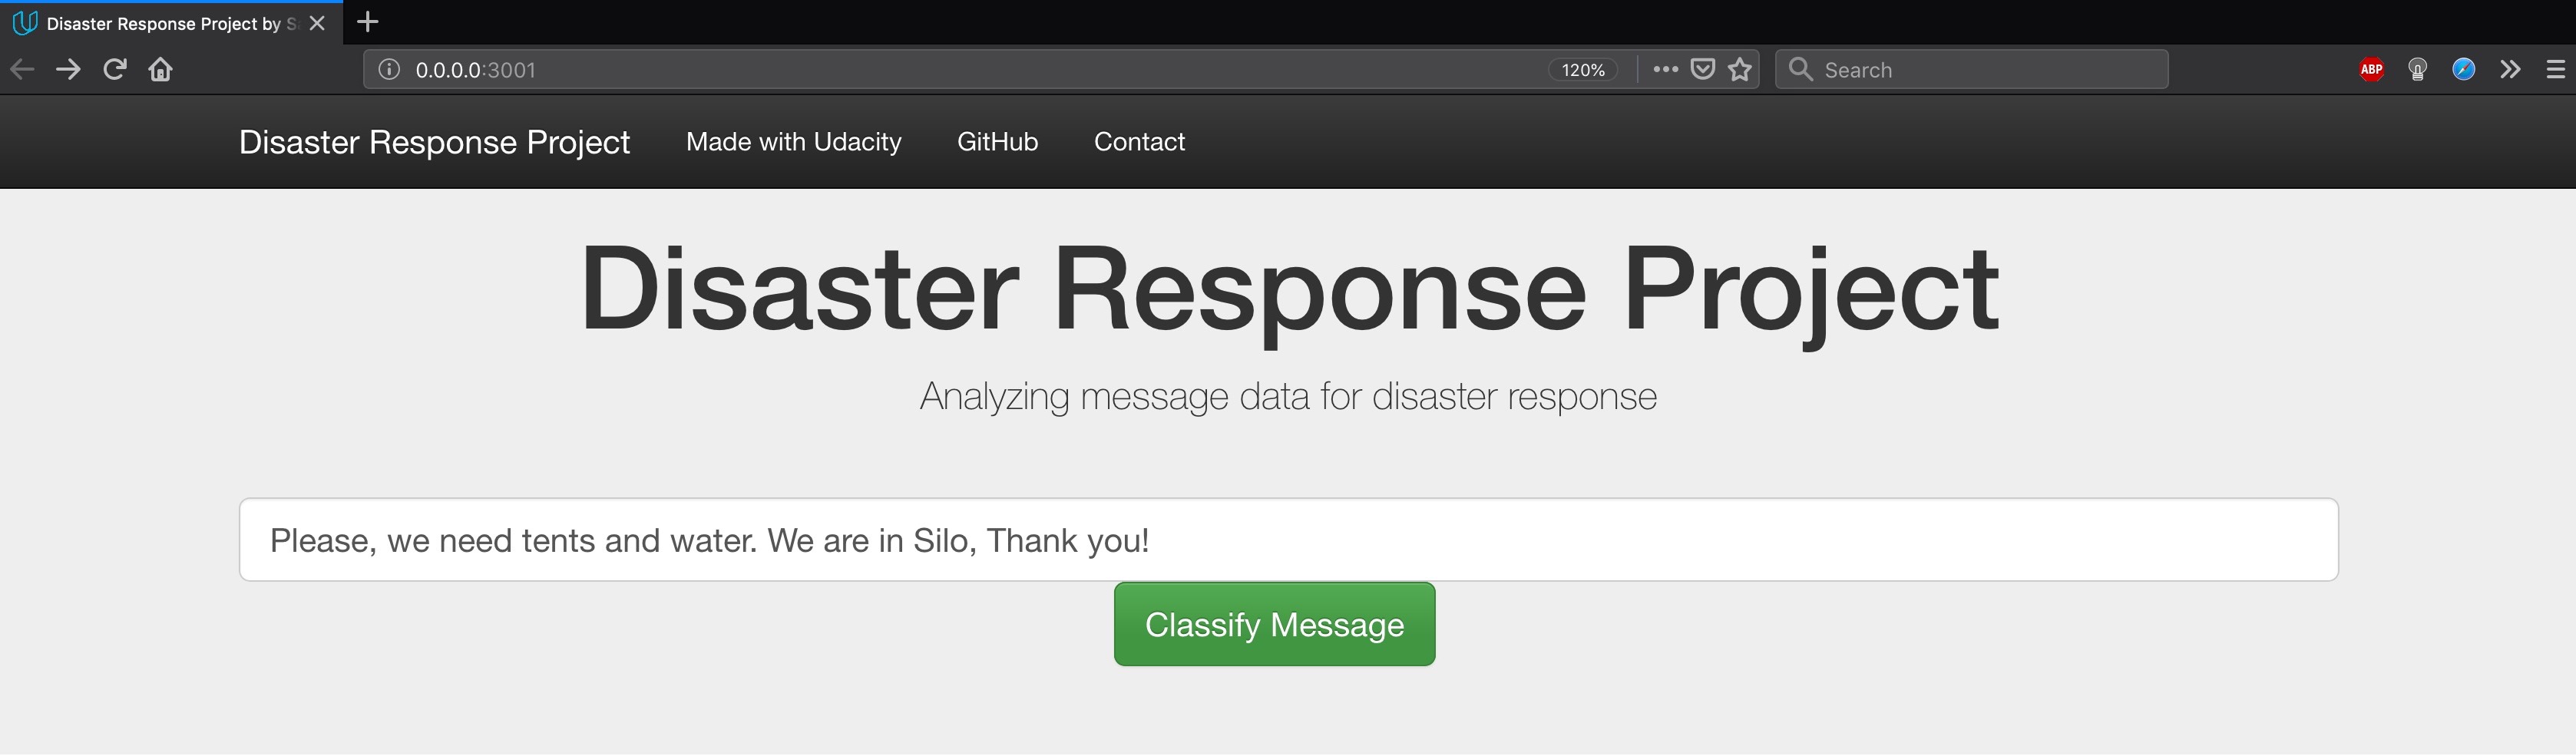 Disaster Response Project by
0.0.0.0:3001
120%
Search
ABP
Disaster Response Project Made with Udacity GitHub Contact
Disaster Response Project
Analyzing message data for disaster response
Please, we need tents and water. We are in Silo, Thank you!
Classify Message